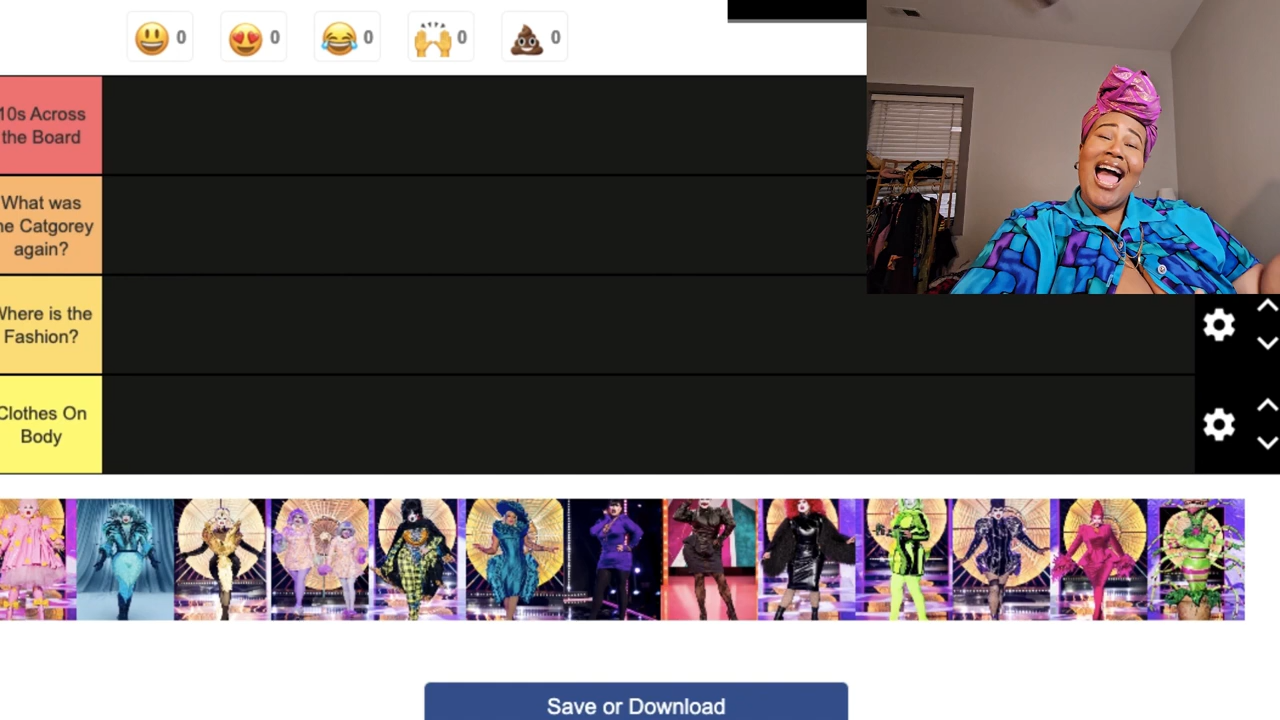 0
0
0
0
0
10s Across
the Board
What was
he Catgorey
again?
Where is the
Fashion?
Clothes On
Body
Save or Download